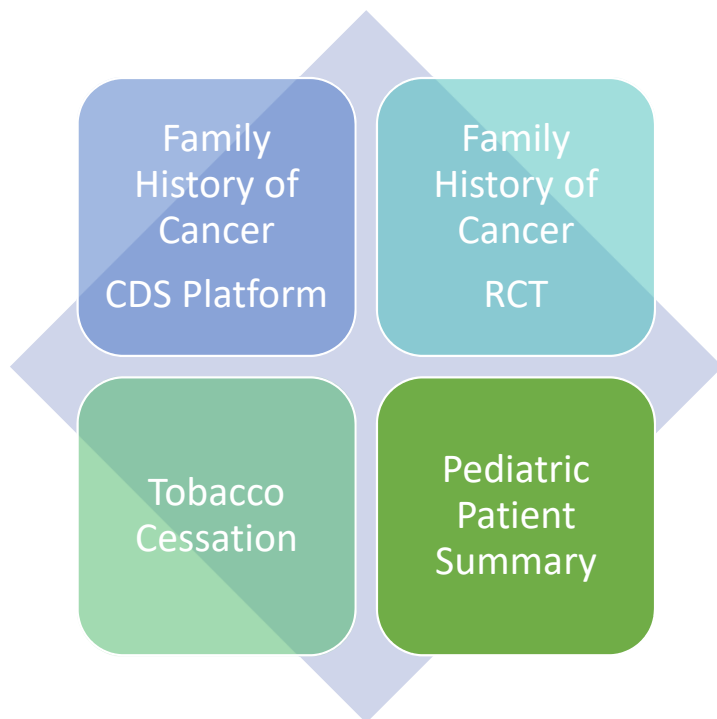 Family
History of
Cancer
CDS Platform
Family
History of
Cancer
RCT
Tobacco
Cessation
Pediatric
Patient
Summary